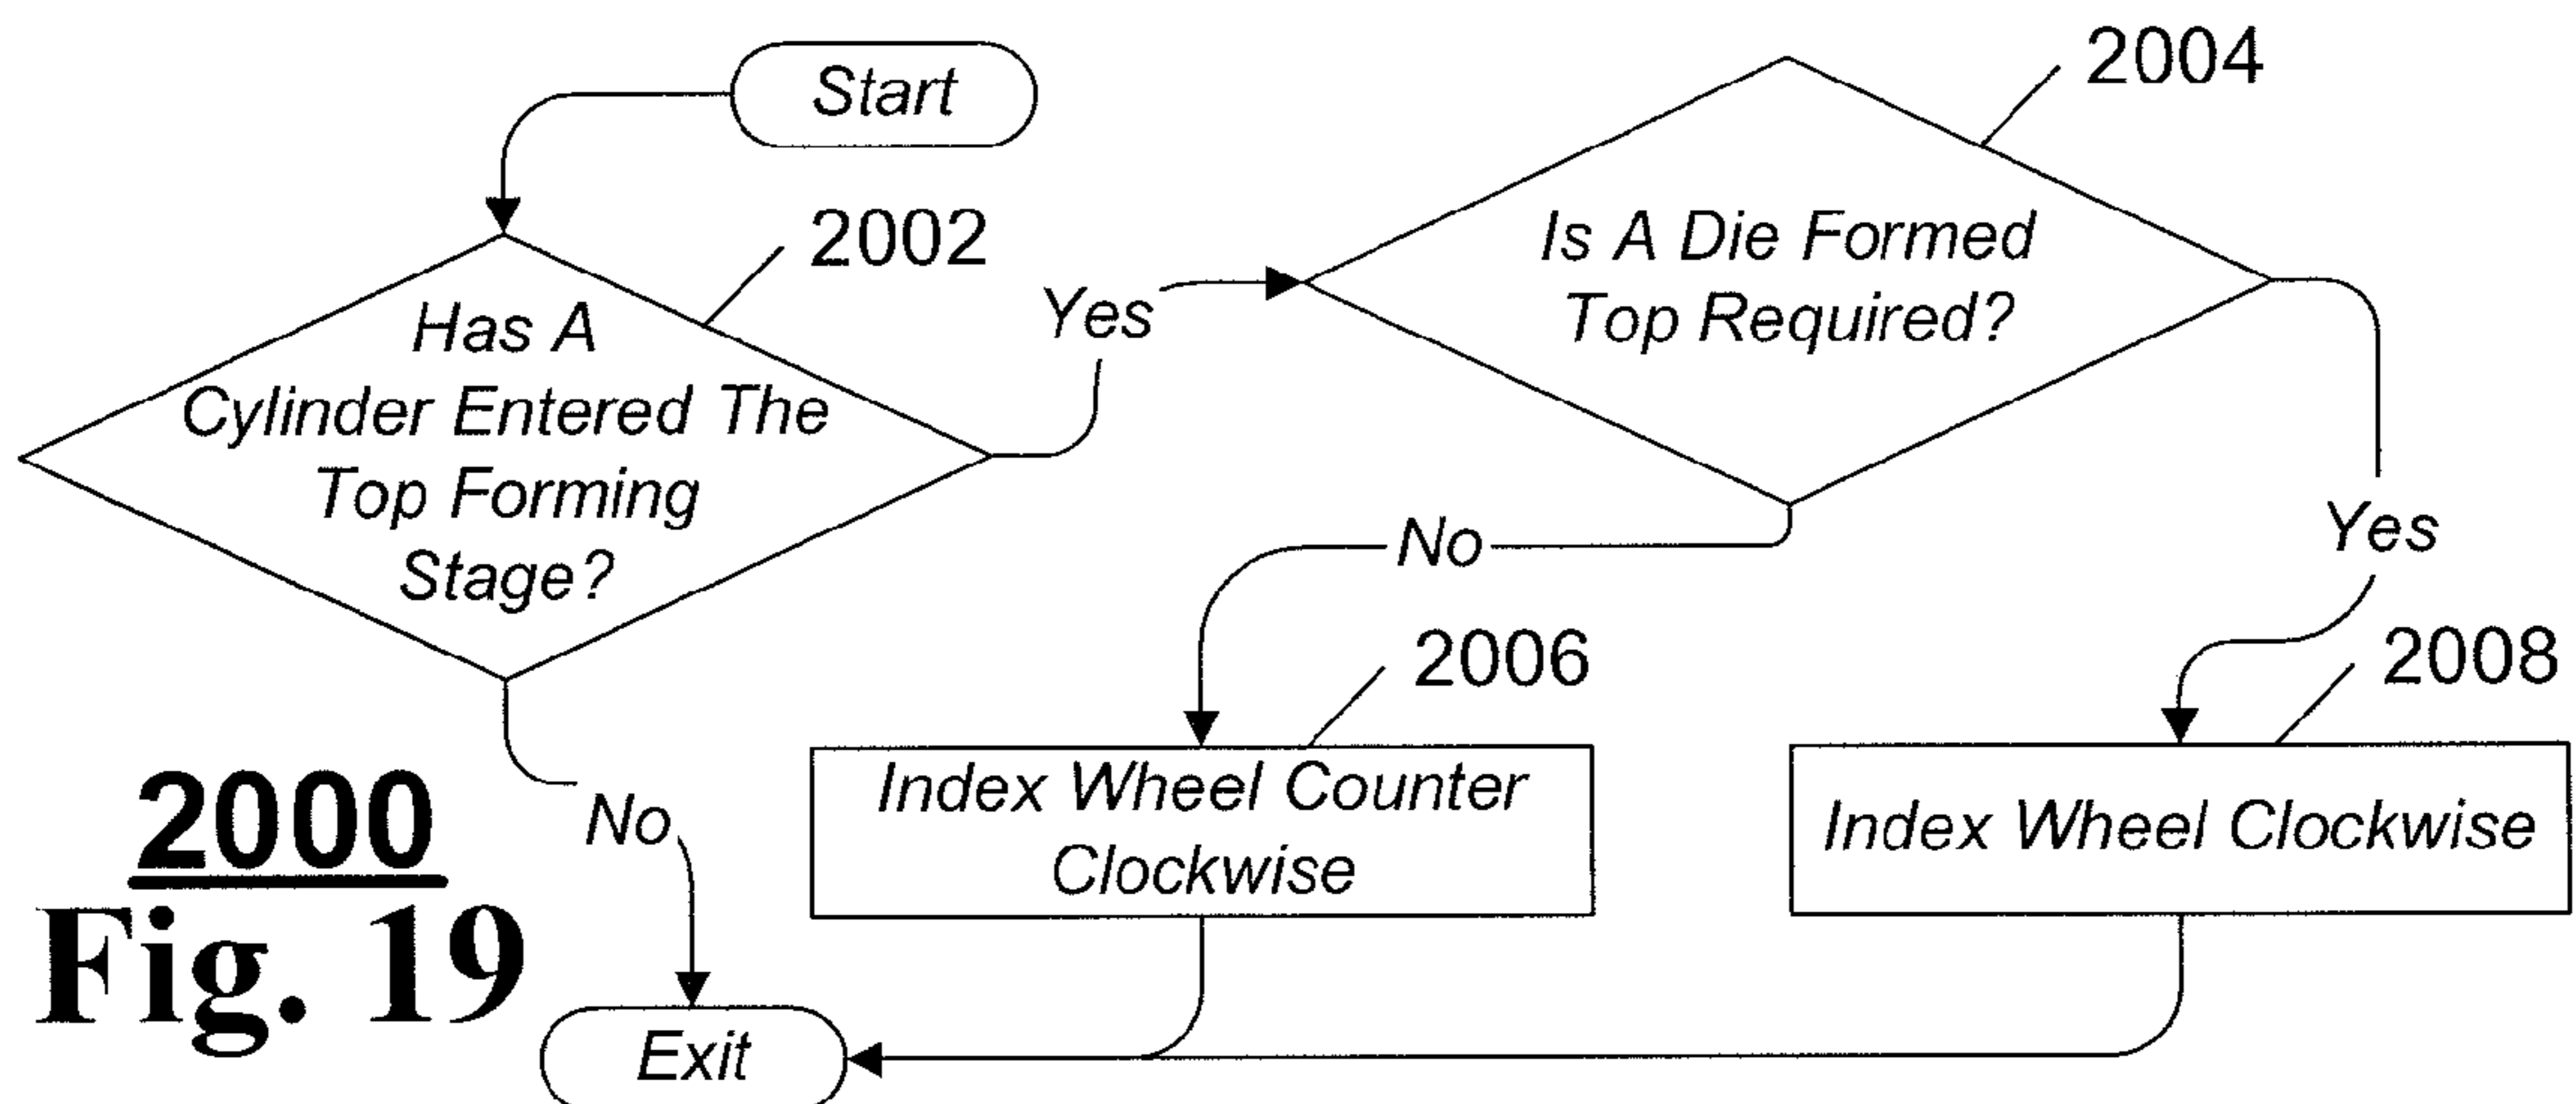 Start
2002
Has A
Cylinder Entered The
Top Forming
Stage?
Yes
2004
Is A Die Formed
Top Required?
No
Yes
2006
Index Wheel Counter
Clockwise
2008
Index Wheel Clockwise
No
Exit
2000
Fig. 19